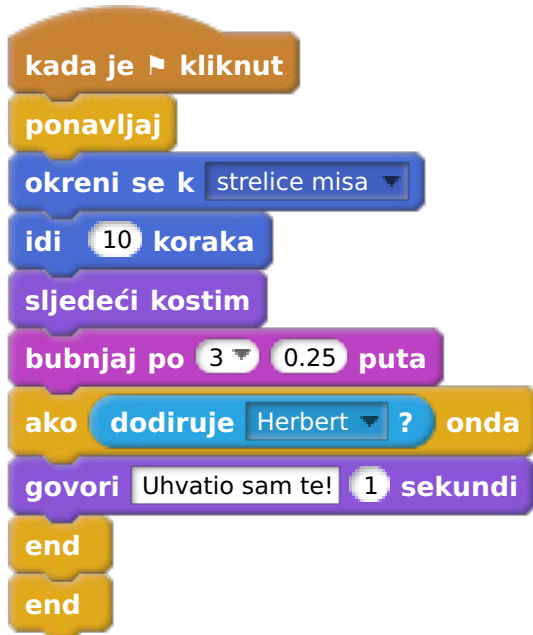 kada je ⚑ kliknut
ponavljaj
okreni se k strelice misa
idi 10 koraka
sljedeći kostim
bubnjaj po 3 0.25 puta
ako dodiruje Herbert ? onda
govori Uhvatio sam te! 1 sekundi
end
end